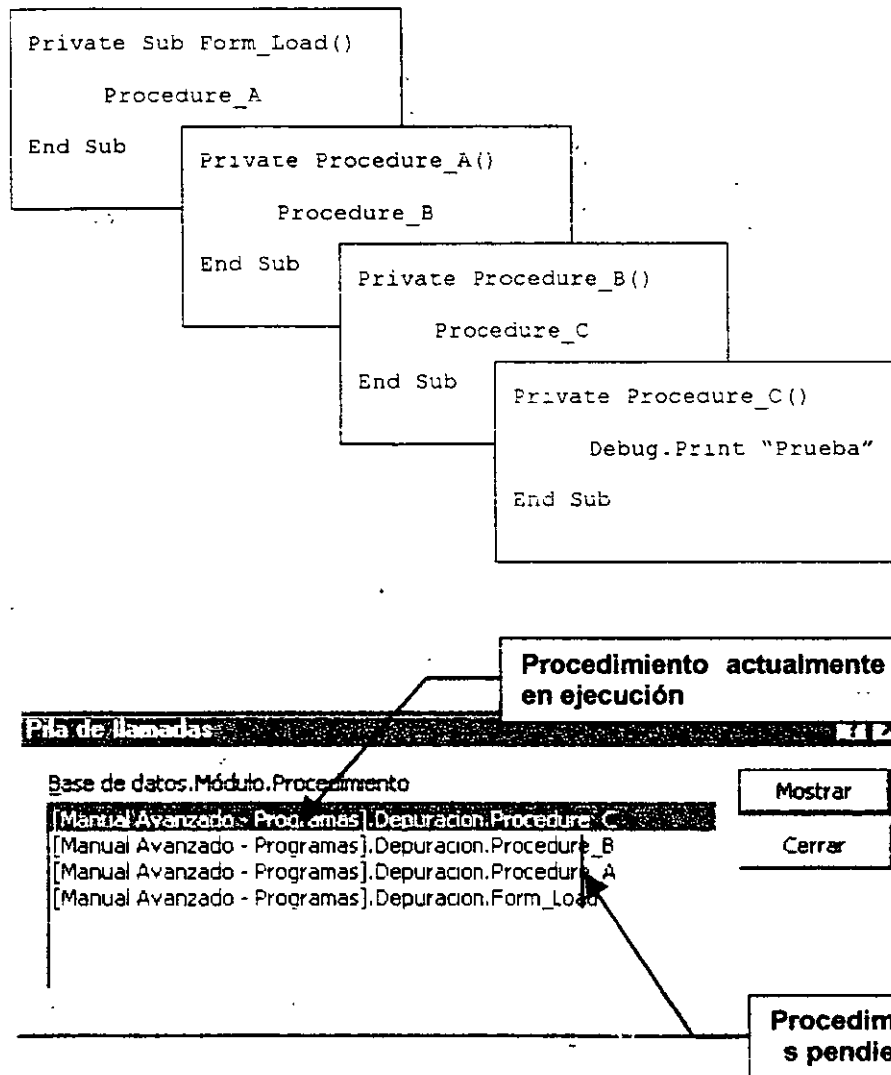 Private Sub Form_Load()
Procedure_A
End Sub
Private Procedure_A()
Procedure_B
End Sub
Private Procedure_B()
Procedure_C
End Sub
Private Procedure_C()
Debug.Print “Prueba”
End Sub
Procedimiento actualmente
en ejecución
Pila de llamadas
Base de datos.Módulo.Procedimiento
[Manual Avanzado - Programas].Depuracion.Procedure_C
[Manual Avanzado - Programas].Depuracion.Procedure_B
[Manual Avanzado - Programas].Depuracion.Procedure_A
[Manual Avanzado - Programas].Depuracion.Form_Load
Mostrar
Cerrar
Procedim
s pendie